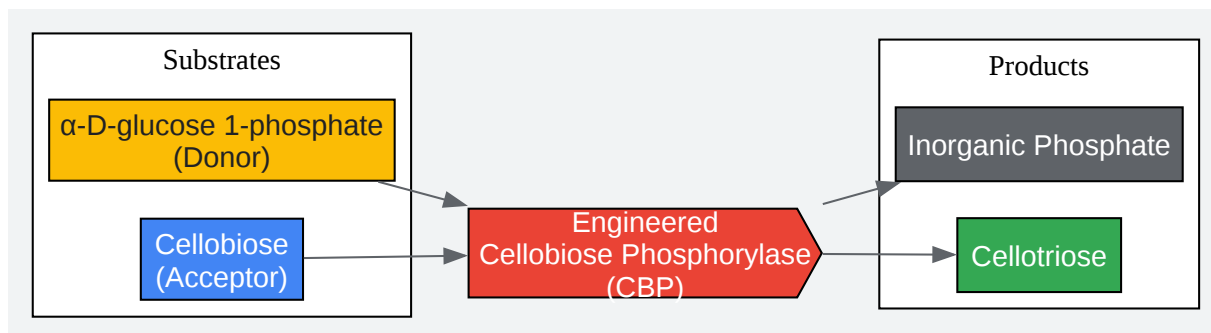 Substrates
α-D-glucose 1-phosphate
(Donor)
Cellobiose
(Acceptor)
Engineered
Cellobiose Phosphorylase
(CBP)
Products
Inorganic Phosphate
Cellotriose